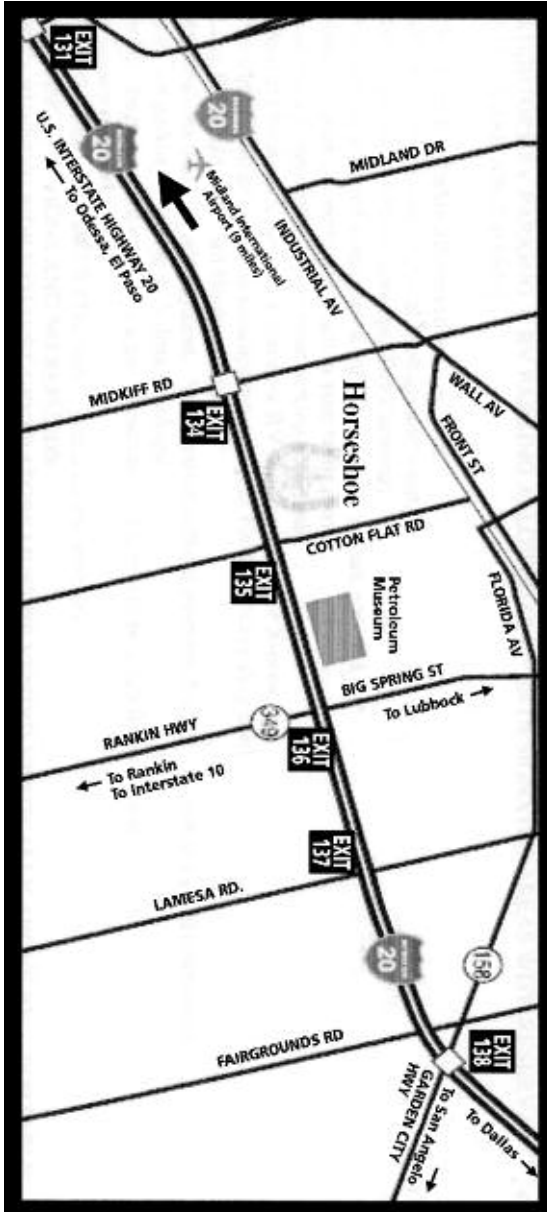 EXIT
131
20
MIDLAND DR
20
U.S. INTERSTATE HIGHWAY 20
To Odessa, El Paso
Midland International
Airport (9 miles)
INDUSTRIAL AV
WALL AV
FRONT ST
MIDKIFF RD
EXIT
134
Horseshoe
COTTON FLAT RD
FLORIDA AV
EXIT
135
Petroleum
Museum
BIG SPRING ST
To Lubbock
RANKIN HWY
349
To Rankin
To Interstate 10
EXIT
136
EXIT
137
LAMESA RD.
20
158
FAIRGROUNDS RD
EXIT
138
GARDEN CITY
HWY
To San Angelo
To Dallas